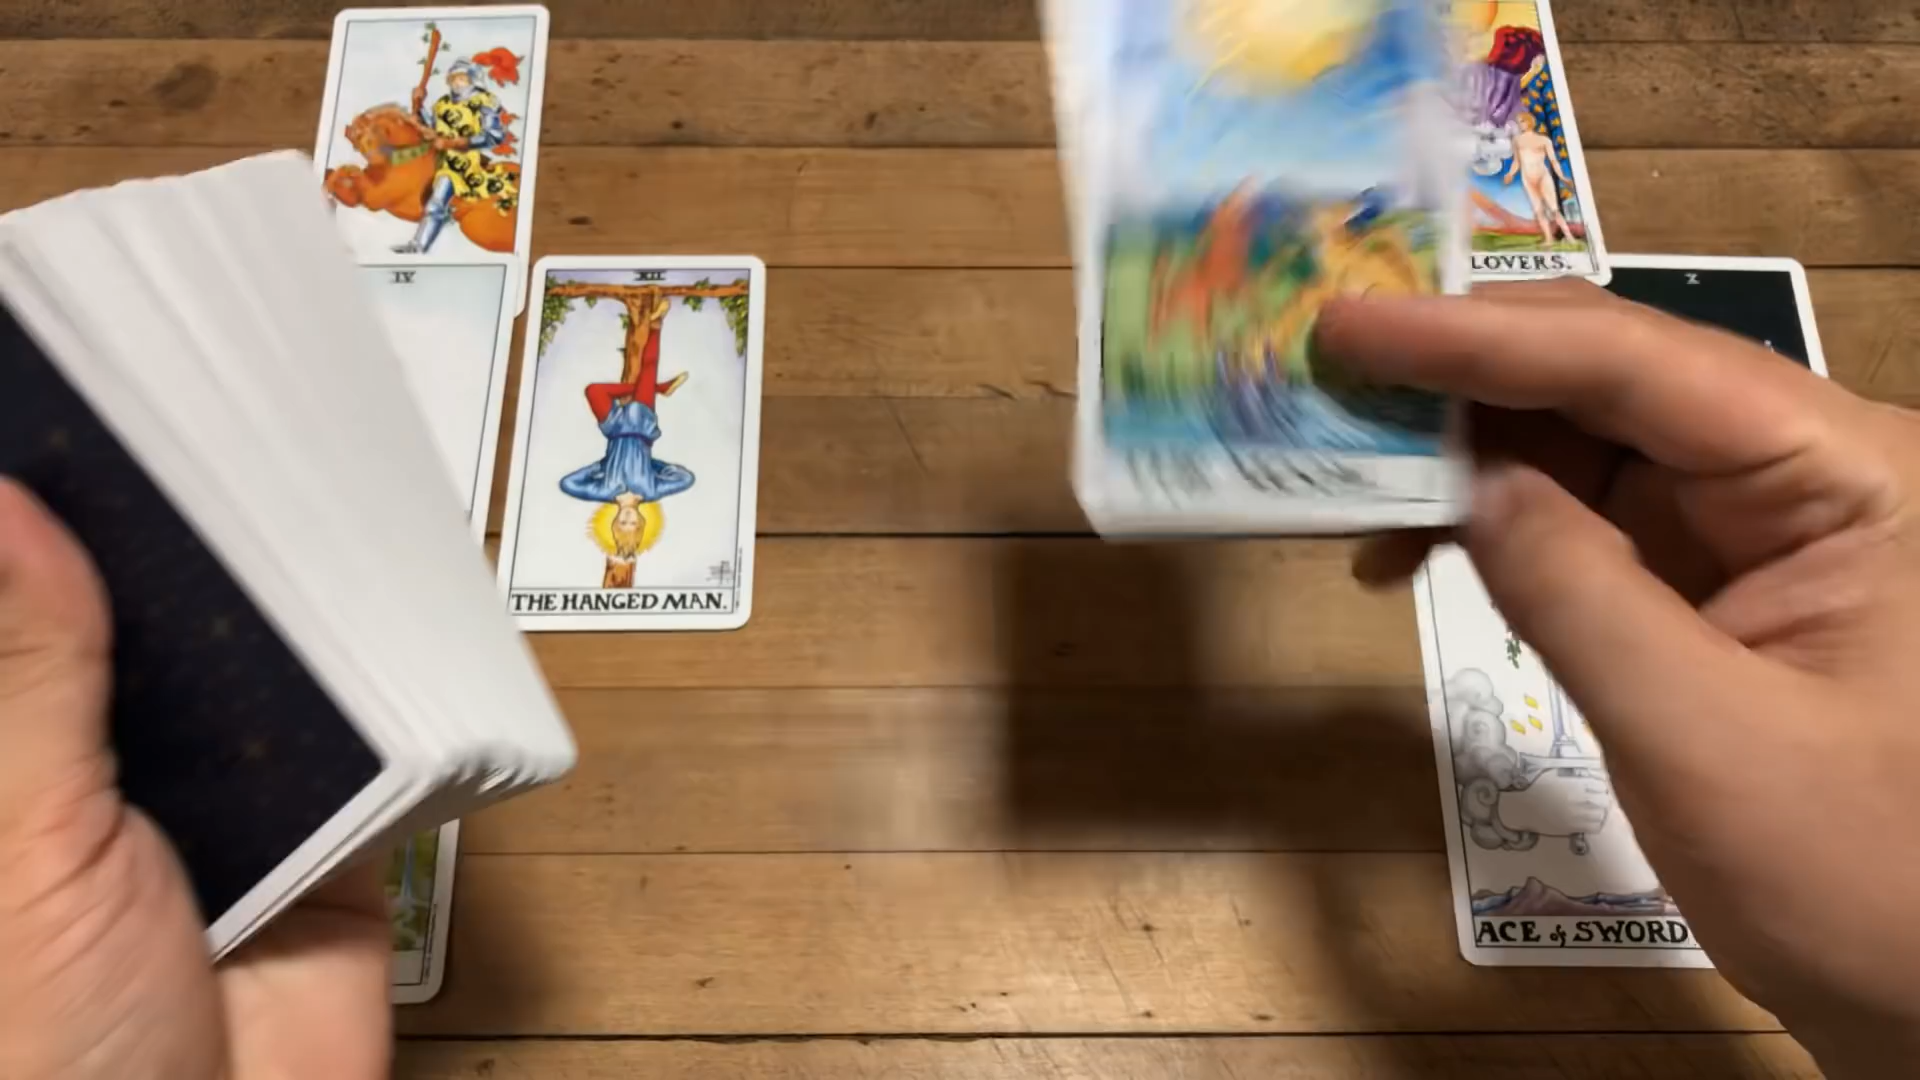 IV
XII
THE HANGED MAN.
LOVERS.
X
ACE of SWORD